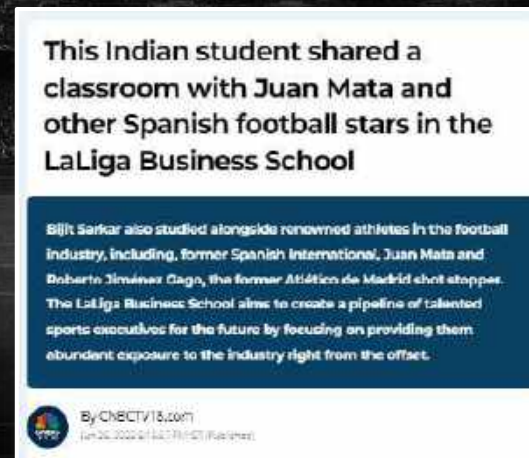 This Indian student shared a
classroom with Juan Mata and
other Spanish football stars in the
LaLiga Business School
Bijit Sarkar also studied alongside renowned athletes in the football
industry, including, former Spanish International, Juan Mata and
Roberto Jiménez Gago, the former Atlético de Madrid shot stopper.
The LaLiga Business School aims to create a pipeline of talented
sports executives for the future by focusing on providing them
abundant exposure to the industry right from the offset.
By CNBCTV18.com